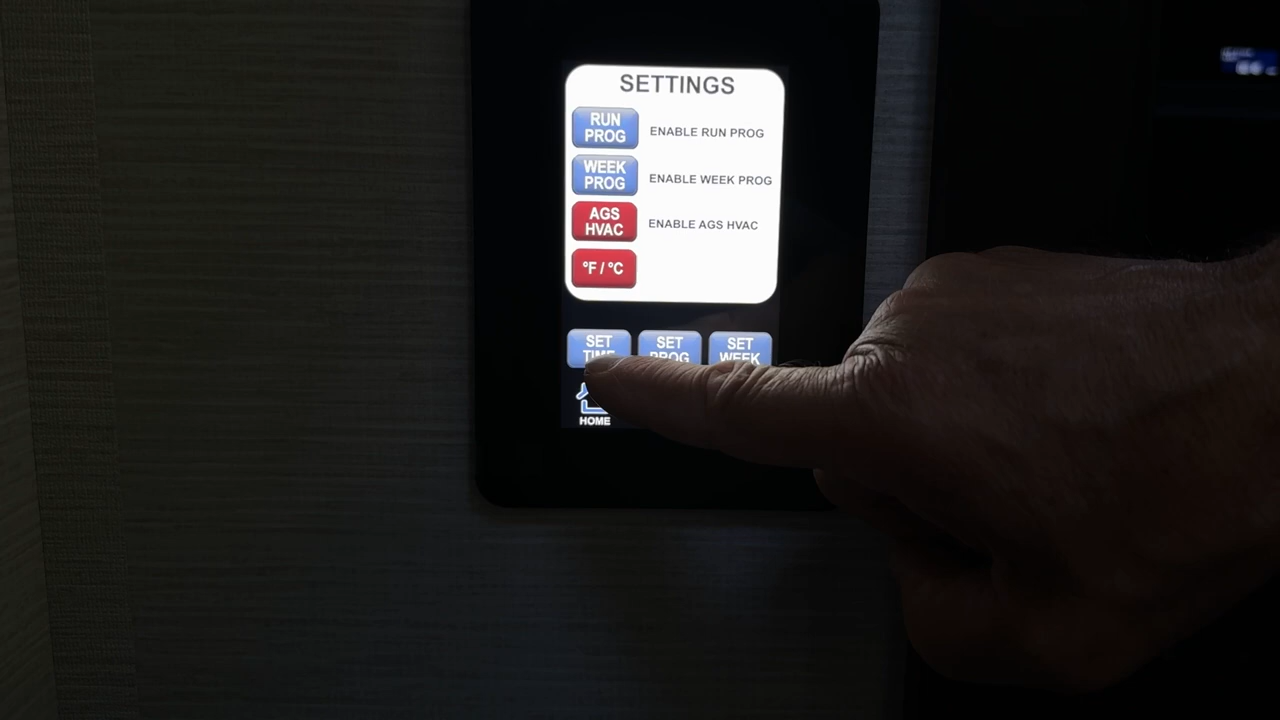 SETTINGS
RUN
PROG
ENABLE RUN PROG
WEEK
PROG
ENABLE WEEK PROG
AGS
HVAC
ENABLE AGS HVAC
°F / °C
SET
TIME
SET
PROG
SET
WEEK
HOME